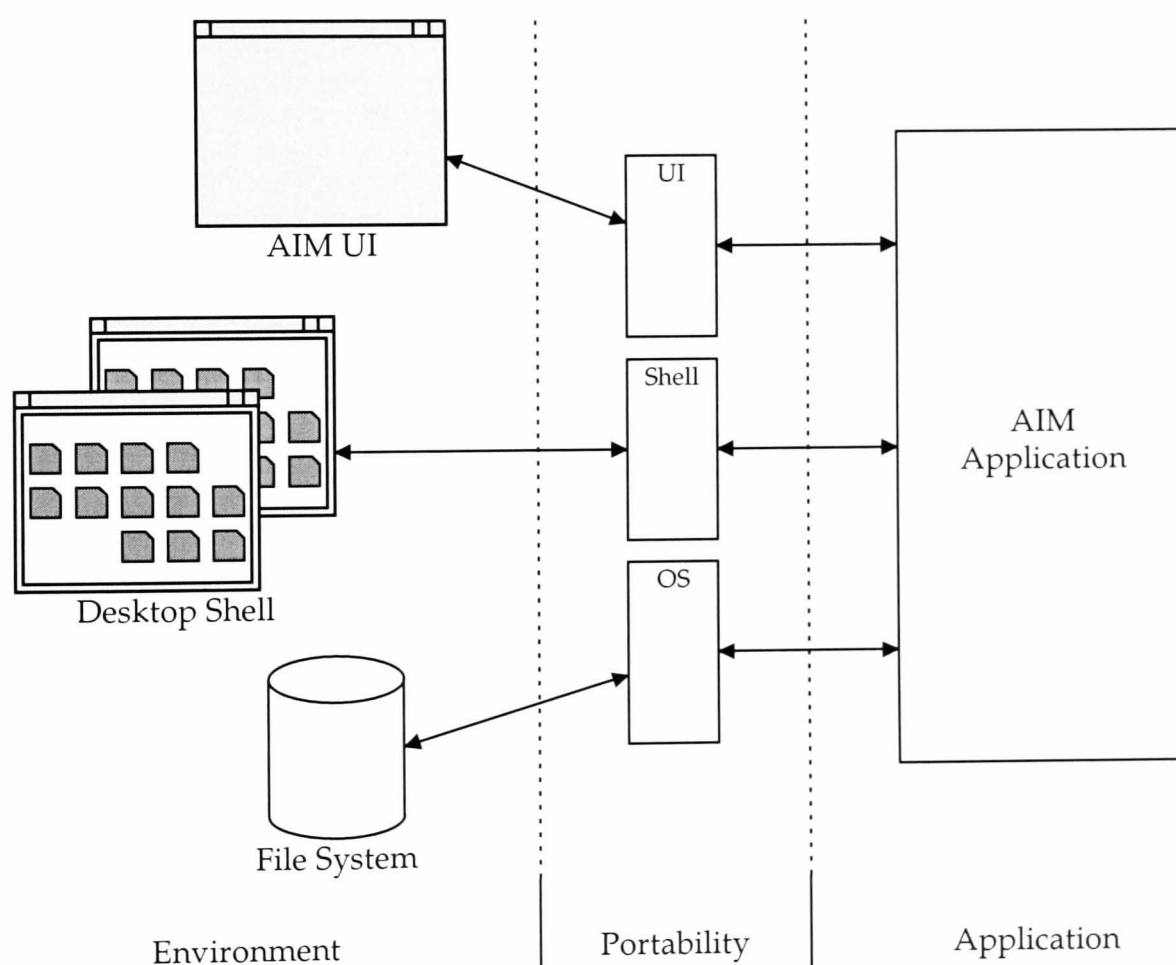 UI
AIM UI
Shell
AIM
Application
OS
Desktop Shell
File System
Environment
Portability
Application